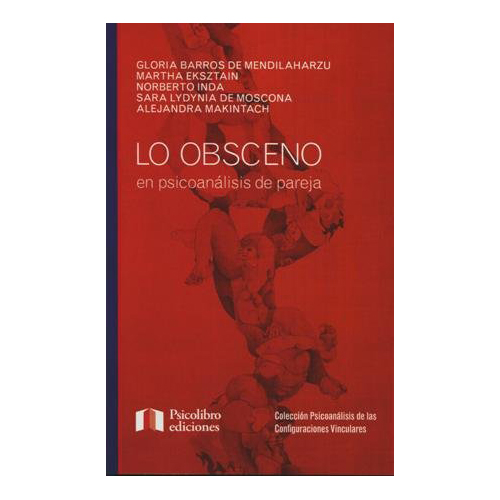 GLORIA BARROS DE MENDILAHARZU
MARTHA EKSZTAIN
NORBERTO INDA
SARA LYDYNIA DE MOSCONA
ALEJANDRA MAKINTACH
LO OBSCENO
en psicoanálisis de pareja
Psicolibro
ediciones
Colección Psicoanálisis de las
Configuraciones Vinculares